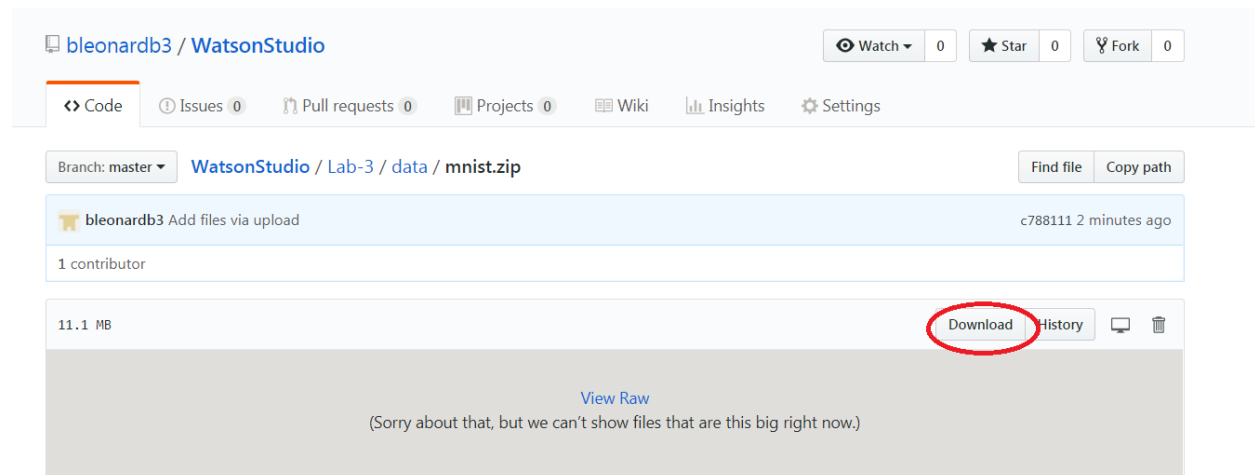 bleonardb3 / WatsonStudio Watch 0 Star 0 Fork 0
<> Code Issues 0 Pull requests 0 Projects 0 Wiki Insights Settings
Branch: master WatsonStudio / Lab-3 / data / mnist.zip Find file Copy path
bleonardb3 Add files via upload c788111 2 minutes ago
1 contributor
11.1 MB Download History
View Raw
(Sorry about that, but we can’t show files that are this big right now.)